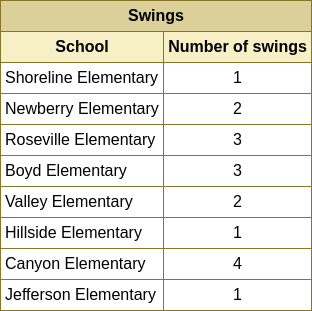 Swings
School Number of swings
Shoreline Elementary 1
Newberry Elementary 2
Roseville Elementary 3
Boyd Elementary 3
Valley Elementary 2
Hillside Elementary 1
Canyon Elementary 4
Jefferson Elementary 1